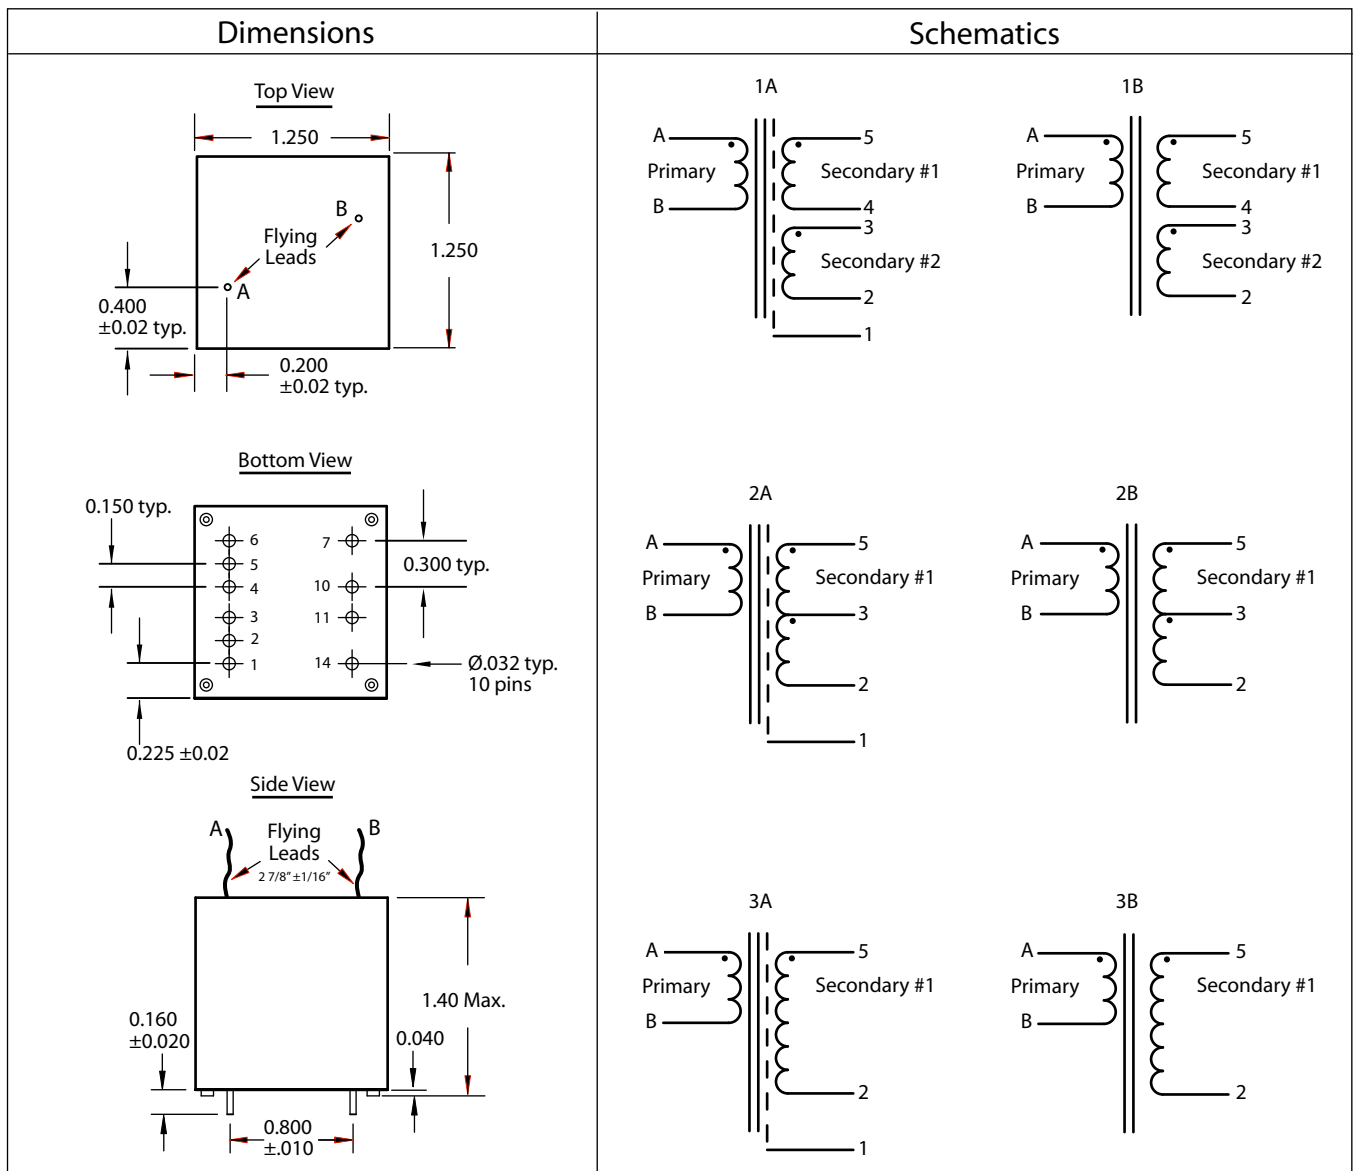 Dimensions
Schematics
Top View
1.250
B
Flying
Leads
1.250
A
0.400
±0.02 typ.
0.200
±0.02 typ.
Bottom View
0.150 typ.
6
7
5
0.300 typ.
4
10
3
11
2
1
14
Ø.032 typ.
10 pins
0.225 ±0.02
Side View
A
Flying
Leads
2 7/8" ±1/16"
B
1.40 Max.
0.160
±0.020
0.040
0.800
±.010
1A
A
5
Primary
Secondary #1
B
4
3
Secondary #2
2
1
1B
A
5
Primary
Secondary #1
B
4
3
Secondary #2
2
2A
A
5
Primary
Secondary #1
B
3
2
1
2B
A
5
Primary
Secondary #1
B
3
2
3A
A
5
Primary
Secondary #1
B
2
1
3B
A
5
Primary
Secondary #1
B
2